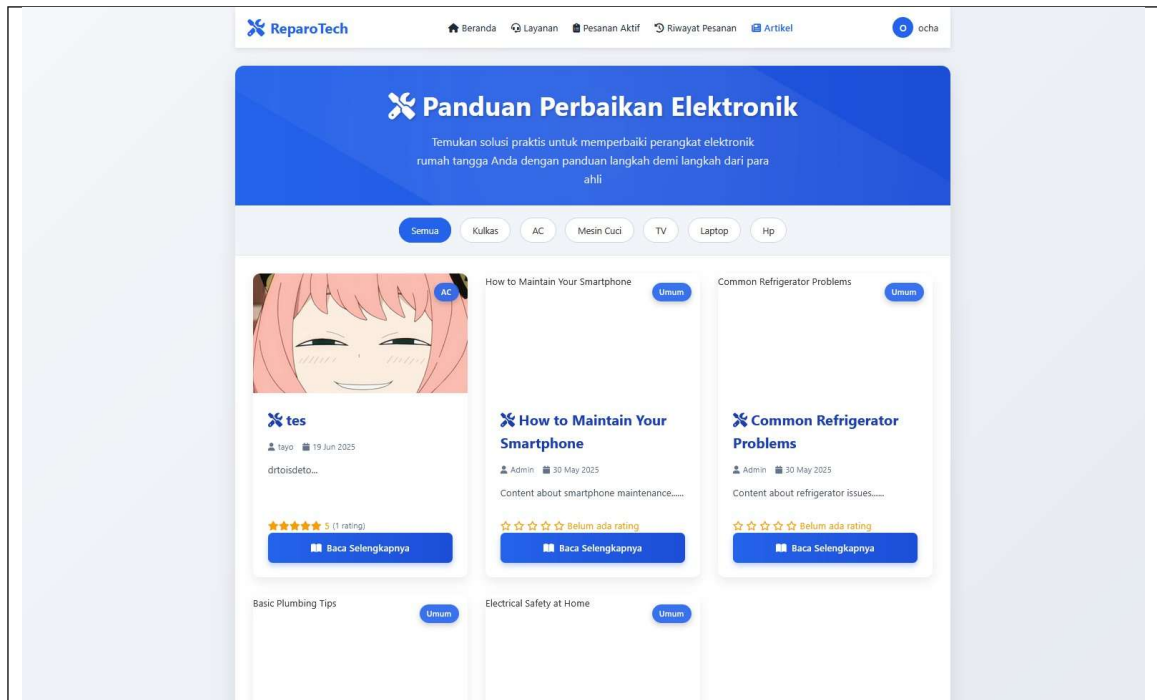 ReparoTech
Beranda Layanan Pesanan Aktif Riwayat Pesanan Artikel
O ocha
Panduan Perbaikan Elektronik
Temukan solusi praktis untuk memperbaiki perangkat elektronik
rumah tangga Anda dengan panduan langkah demi langkah dari para
ahli
Semua Kulkas AC Mesin Cuci TV Laptop Hp
AC
tes
tayo 19 Jun 2025
drtoisdeto...
5 (1 rating)
Baca Selengkapnya
How to Maintain Your Smartphone
Umum
How to Maintain Your
Smartphone
Admin 30 May 2025
Content about smartphone maintenance......
Belum ada rating
Baca Selengkapnya
Common Refrigerator Problems
Umum
Common Refrigerator
Problems
Admin 30 May 2025
Content about refrigerator issues......
Belum ada rating
Baca Selengkapnya
Basic Plumbing Tips
Umum
Electrical Safety at Home
Umum